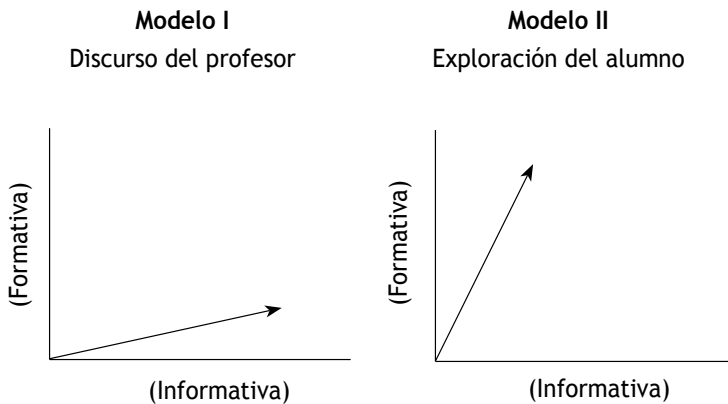 Modelo I
Discurso del profesor
(Formativa)
(Informativa)
Modelo II
Exploración del alumno
(Formativa)
(Informativa)